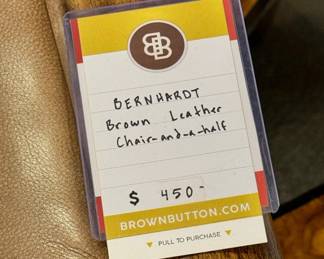 BB
BERNHARDT
Brown Leather
Chair-and-a-half
$ 450-
BROWNBUTTON.COM
PULL TO PURCHASE